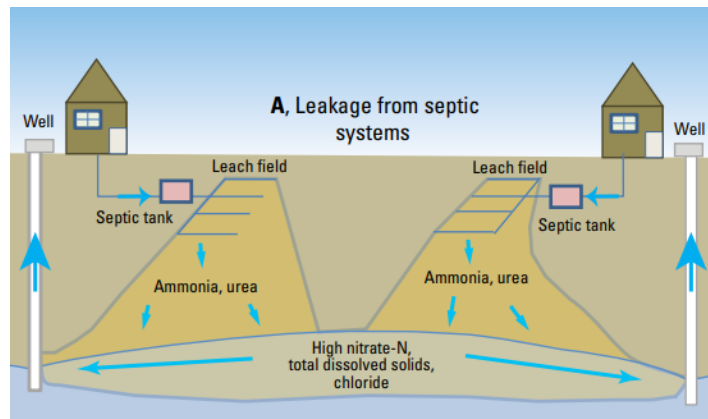 A, Leakage from septic
systems
Well
Well
Leach field
Leach field
Septic tank
Septic tank
Ammonia, urea
Ammonia, urea
High nitrate-N,
total dissolved solids,
chloride